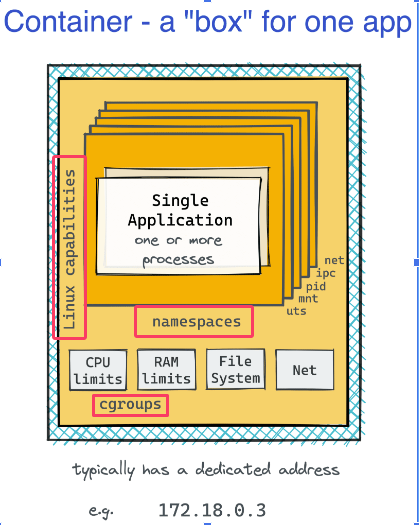 Container - a "box" for one app
Single
Application
one or more
processes
Linux capabilities
net
ipc
pid
mnt
uts
namespaces
CPU
limits
RAM
limits
File
System
Net
cgroups
typically has a dedicated address
e.g. 172.18.0.3